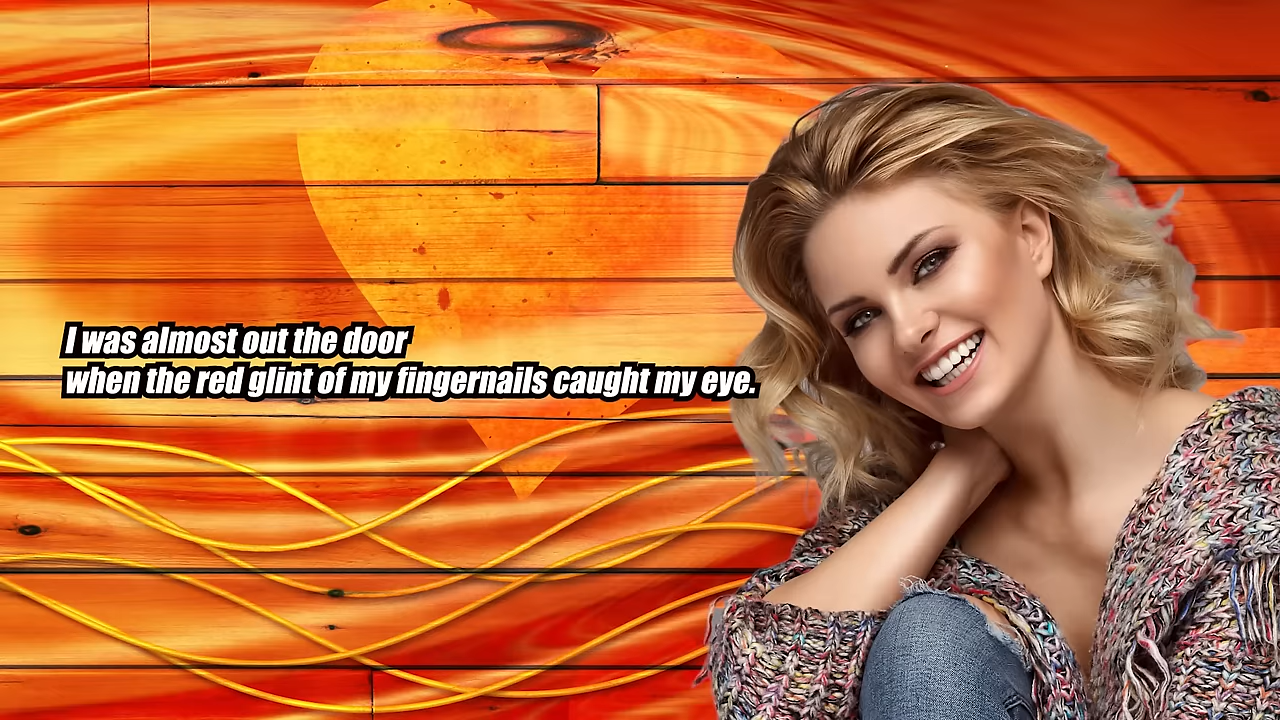 I was almost out the door
when the red glint of my fingernails caught my eye.